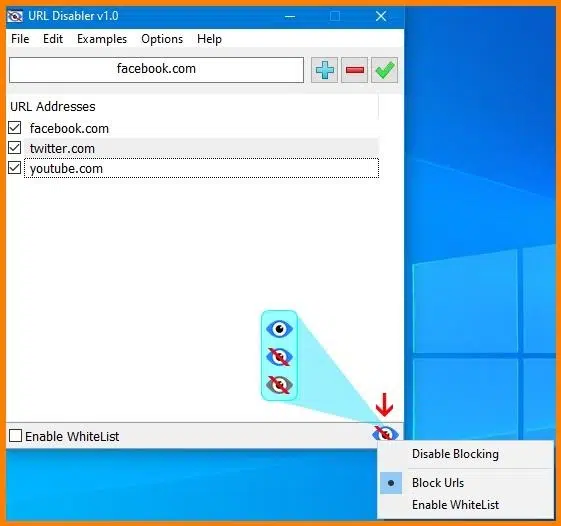 URL Disabler v1.0
File Edit Examples Options Help
facebook.com
URL Addresses
facebook.com
twitter.com
youtube.com
Enable WhiteList
Disable Blocking
Block Urls
Enable WhiteList